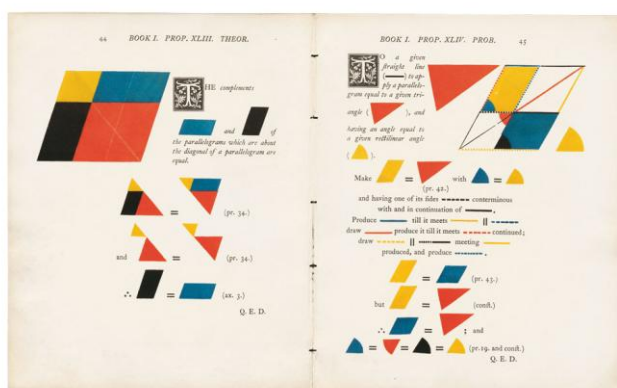 44 BOOK I. PROP. XLIII. THEOR.
THE complements
and of
the parallelograms which are about
the diagonal of a parallelogram are
equal.
= (pr. 34.)
and = (pr. 34.)
∴ = (ax. 3.)
Q. E. D.
BOOK I. PROP. XLIV. PROB. 45
TO a given
straight line
( ) to ap-
ply a parallelo-
gram equal to a given tri-
angle ( ), and
having an angle equal to
a given rectilinear angle
( ).
Make = with =
(pr. 42.)
and having one of its sides conterminous
with and in continuation of .
Produce till it meets ||
draw produce it till it meets continued;
draw || meeting
produced, and produce .
= (pr. 43.)
but = (const.)
∴ = ; and
= = = (pr. 19. and const.)
Q. E. D.